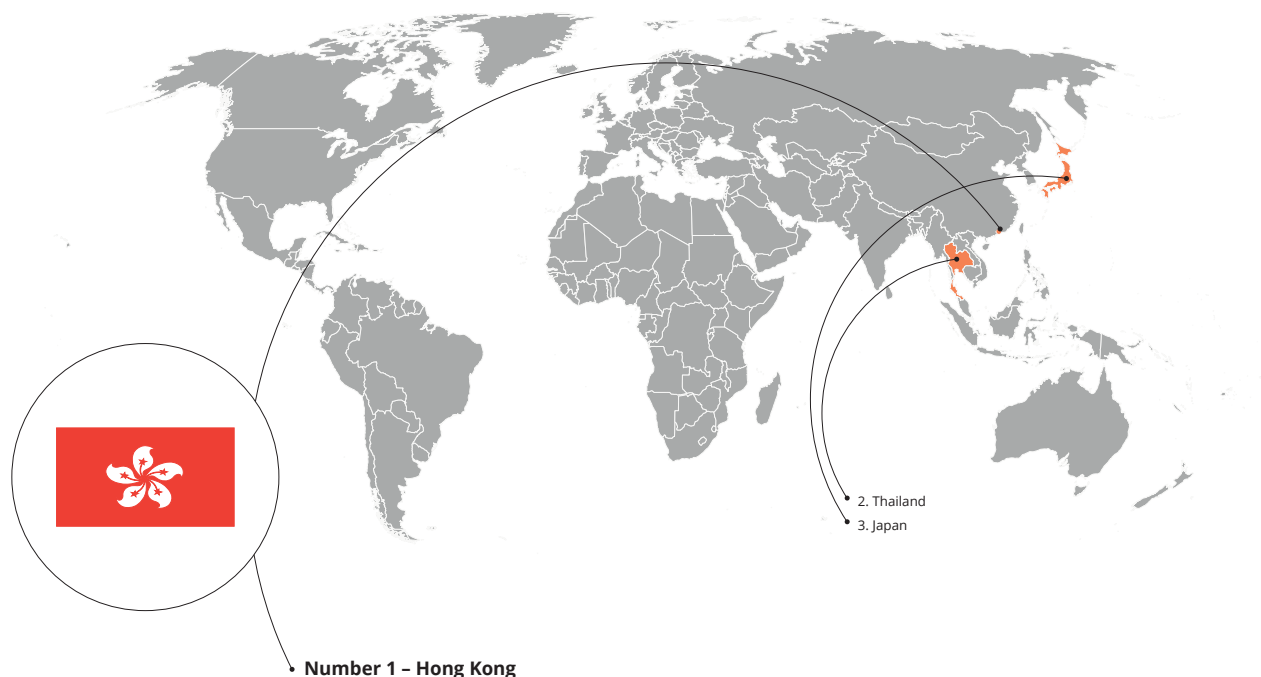 2. Thailand
3. Japan
Number 1 – Hong Kong